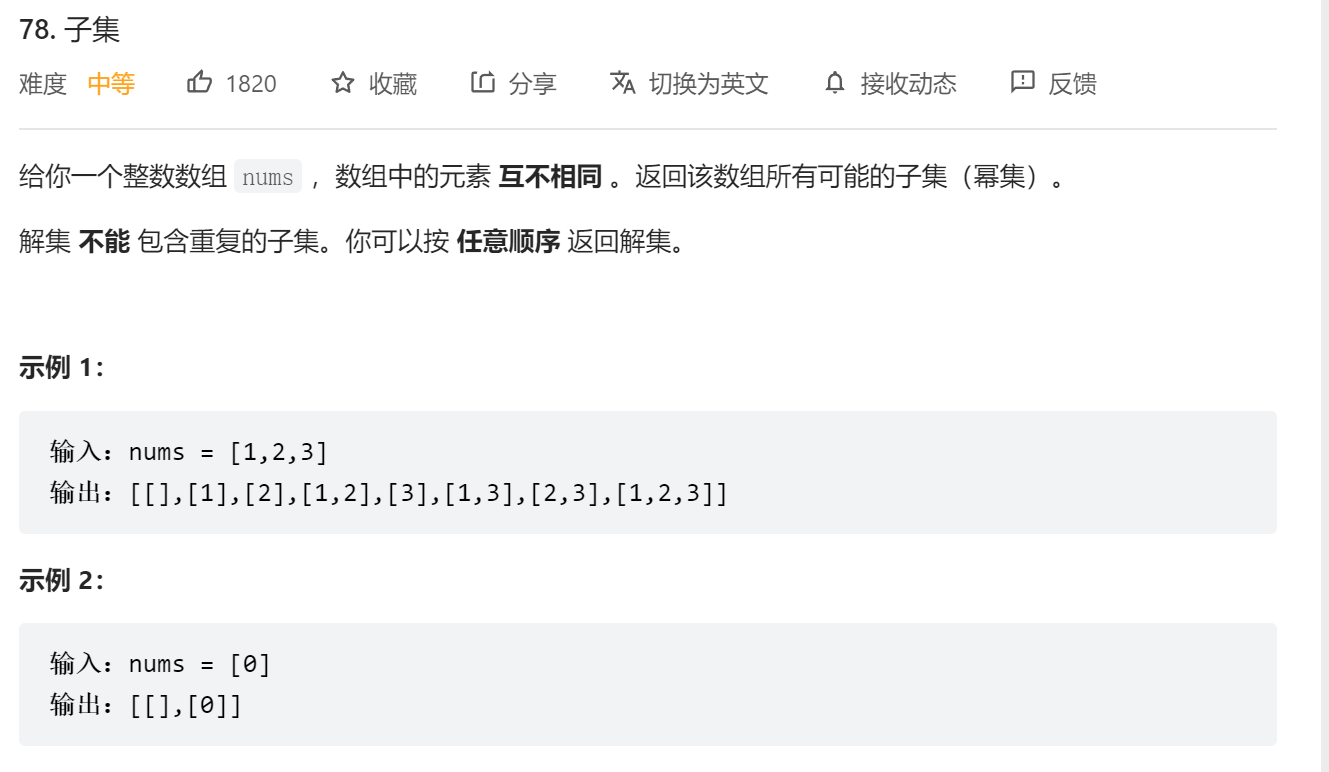 78. 子集
难度 中等 1820 收藏 分享 切换为英文 接收动态 反馈
给你一个整数数组 nums ，数组中的元素 互不相同 。返回该数组所有可能的子集（幂集）。
解集 不能 包含重复的子集。你可以按 任意顺序 返回解集。
示例 1：
输入：nums = [1,2,3]
输出：[[],[1],[2],[1,2],[3],[1,3],[2,3],[1,2,3]]
示例 2：
输入：nums = [0]
输出：[[],[0]]